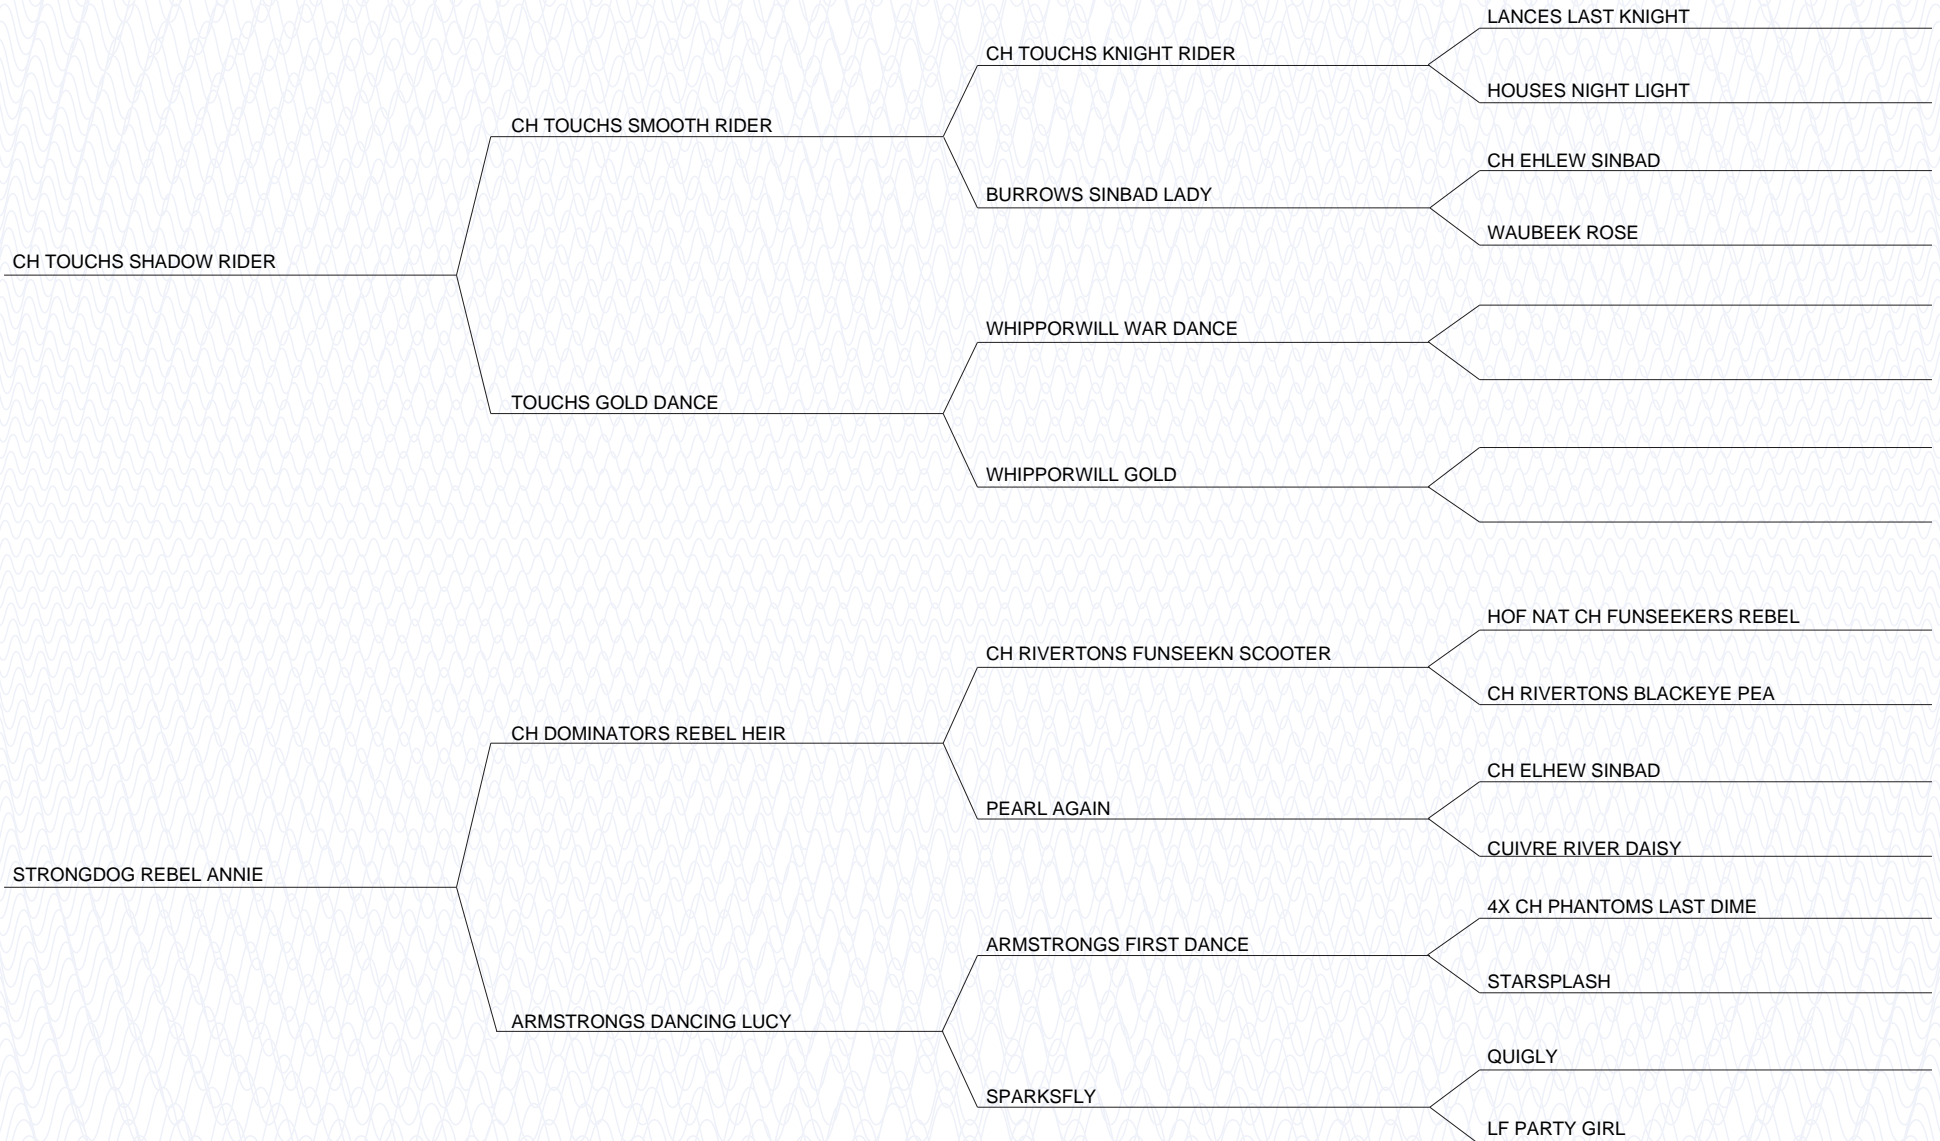 LANCES LAST KNIGHT
CH TOUCHS KNIGHT RIDER
HOUSES NIGHT LIGHT
CH TOUCHS SMOOTH RIDER
CH EHLEW SINBAD
BURROWS SINBAD LADY
WAUBEEK ROSE
CH TOUCHS SHADOW RIDER
WHIPPORWILL WAR DANCE
TOUCHS GOLD DANCE
WHIPPORWILL GOLD
HOF NAT CH FUNSEEKERS REBEL
CH RIVERTONS FUNSEEKN SCOOTER
CH RIVERTONS BLACKEYE PEA
CH DOMINATORS REBEL HEIR
CH ELHEW SINBAD
PEARL AGAIN
CUIVRE RIVER DAISY
STRONGDOG REBEL ANNIE
4X CH PHANTOMS LAST DIME
ARMSTRONGS FIRST DANCE
STARSPLASH
ARMSTRONGS DANCING LUCY
QUIGLY
SPARKSFLY
LF PARTY GIRL